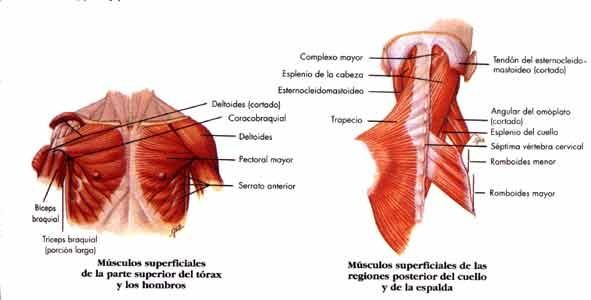 Deltoides (cortado)
Coracobraquial
Deltoides
Pectoral mayor
Serrato anterior
Bíceps
braquial
Tríceps braquial
(porción larga)
Músculos superficiales
de la parte superior del tórax
y los hombros
Complexo mayor
Esplenio de la cabeza
Esternocleidomastoideo
Trapecio
Tendón del esternocleido-
mastoideo (cortado)
Angular del omóplato
(cortado)
Esplenio del cuello
Séptima vértebra cervical
Romboides menor
Romboides mayor
Músculos superficiales de las
regiones posterior del cuello
y de la espalda